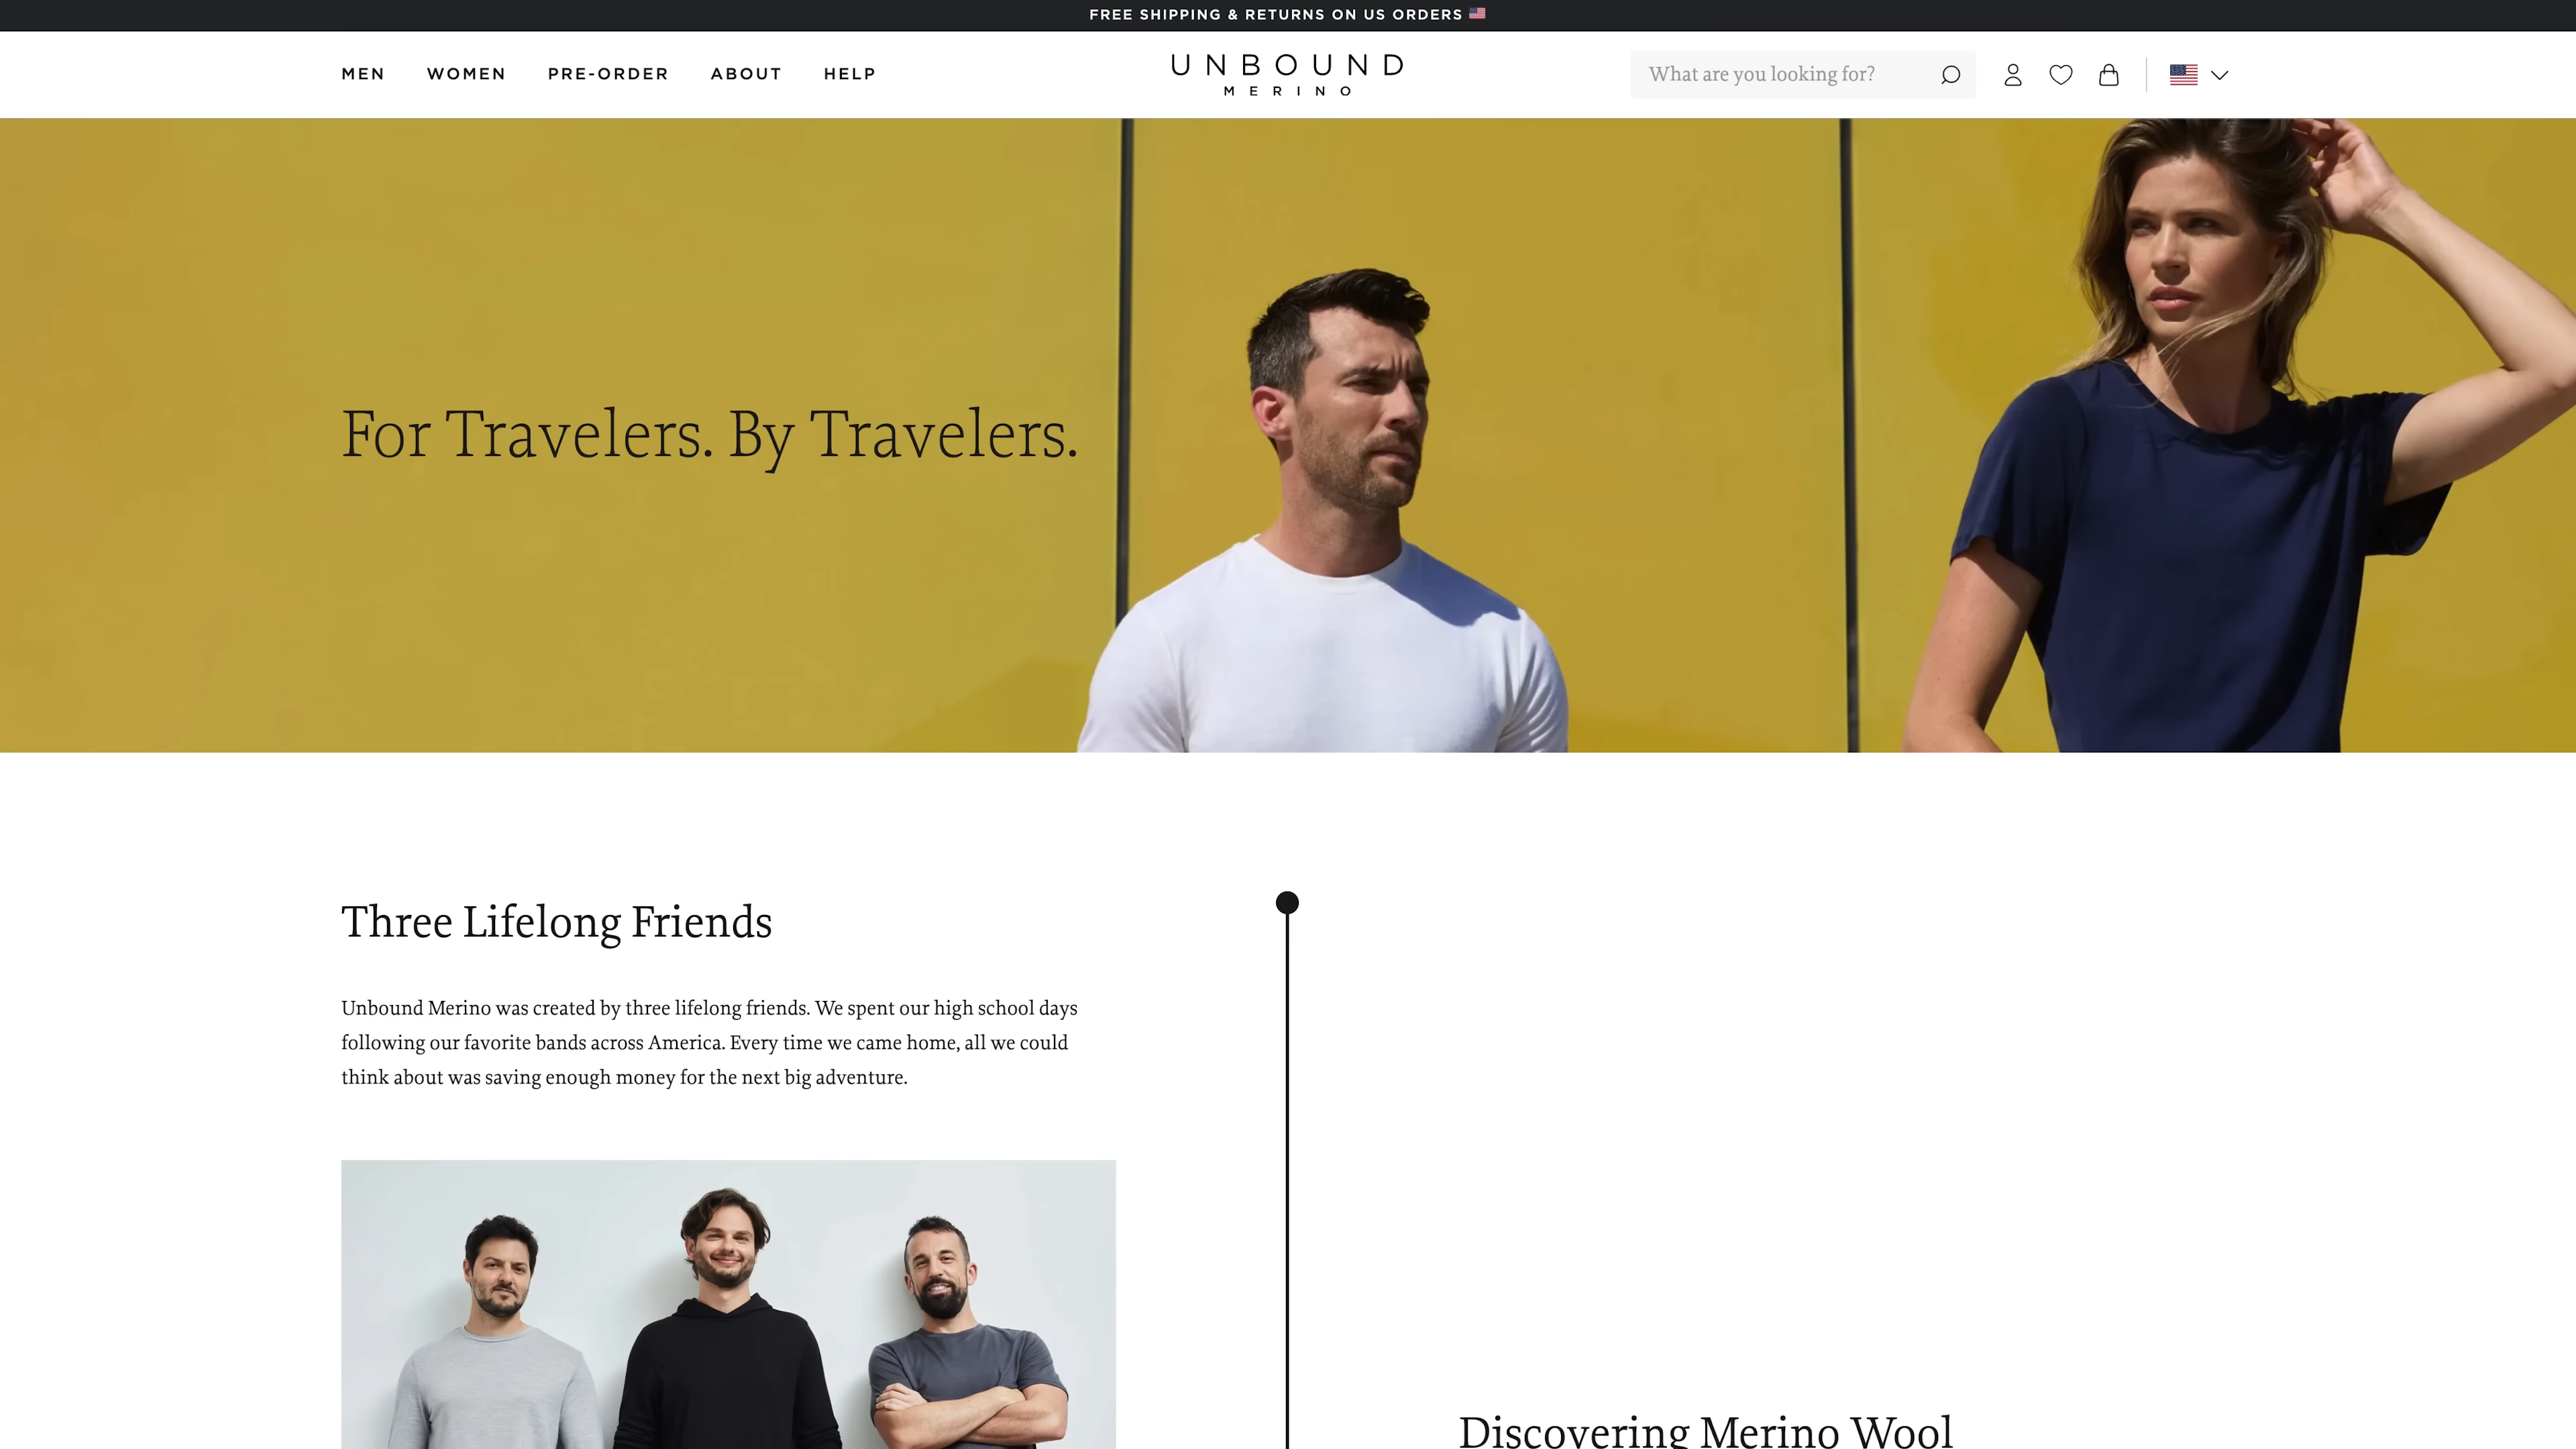 FREE SHIPPING & RETURNS ON US ORDERS
MEN WOMEN PRE-ORDER ABOUT HELP
UNBOUND
MERINO
What are you looking for?
For Travelers. By Travelers.
Three Lifelong Friends
Unbound Merino was created by three lifelong friends. We spent our high school days
following our favorite bands across America. Every time we came home, all we could
think about was saving enough money for the next big adventure.
Discovering Merino Wool